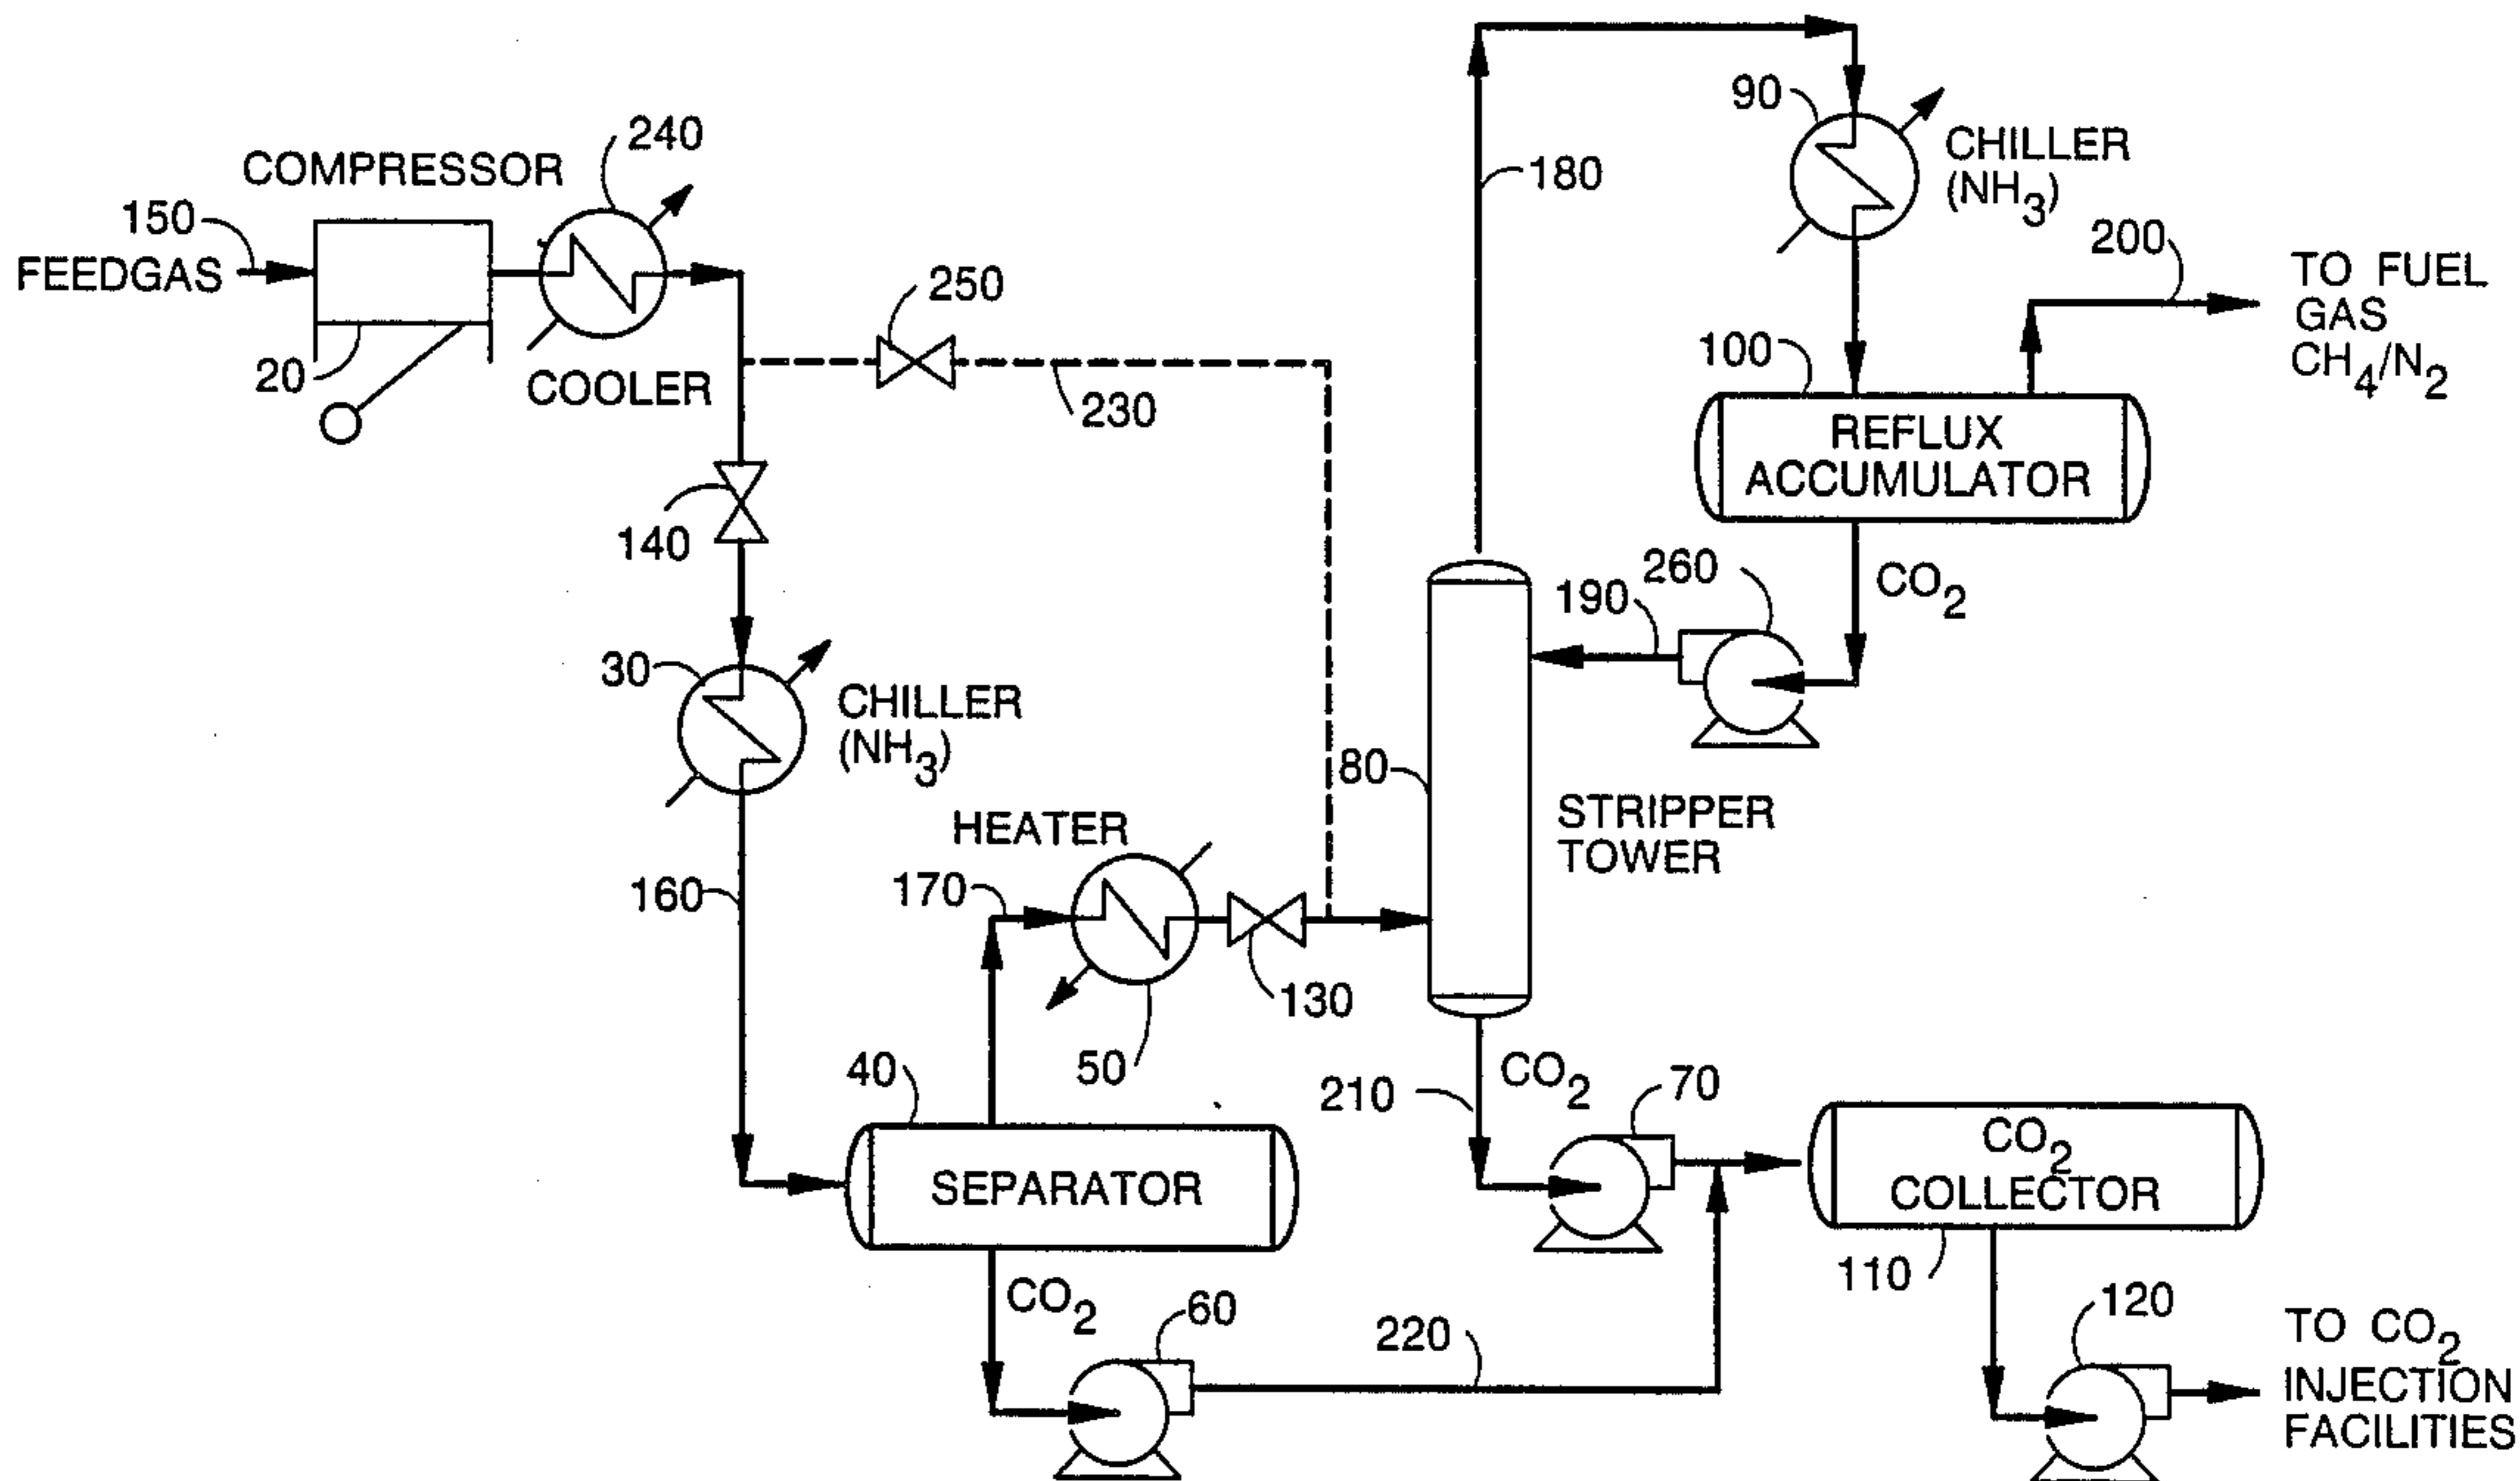 COMPRESSOR
240
150
FEEDGAS
20
COOLER
250
230
140
30
CHILLER
(NH3)
160
HEATER
170
50
130
40
SEPARATOR
CO2
60
220
180
90
CHILLER
(NH3)
200
TO FUEL
GAS
CH4/N2
100
REFLUX
ACCUMULATOR
CO2
260
190
80
STRIPPER
TOWER
210
CO2
70
CO2
COLLECTOR
110
120
TO CO2
INJECTION
FACILITIES